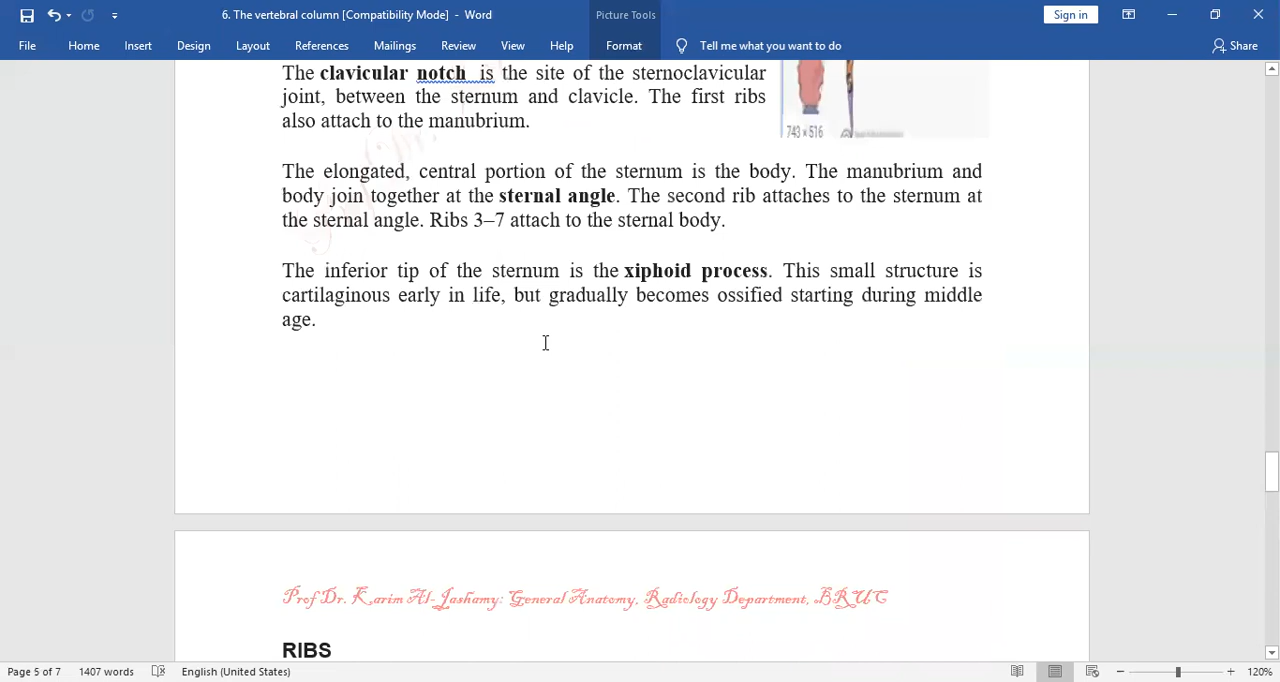 6. The vertebral column [Compatibility Mode] - Word
Picture Tools
Sign in
File Home Insert Design Layout References Mailings Review View Help Format Tell me what you want to do Share
The clavicular notch is the site of the sternoclavicular
joint, between the sternum and clavicle. The first ribs
also attach to the manubrium.
743 × 516
The elongated, central portion of the sternum is the body. The manubrium and
body join together at the sternal angle. The second rib attaches to the sternum at
the sternal angle. Ribs 3–7 attach to the sternal body.
The inferior tip of the sternum is the xiphoid process. This small structure is
cartilaginous early in life, but gradually becomes ossified starting during middle
age.
Prof Dr. Karim Al-Jashamy: General Anatomy, Radiology Department, BRUC
RIBS
Page 5 of 7 1407 words English (United States) 120%